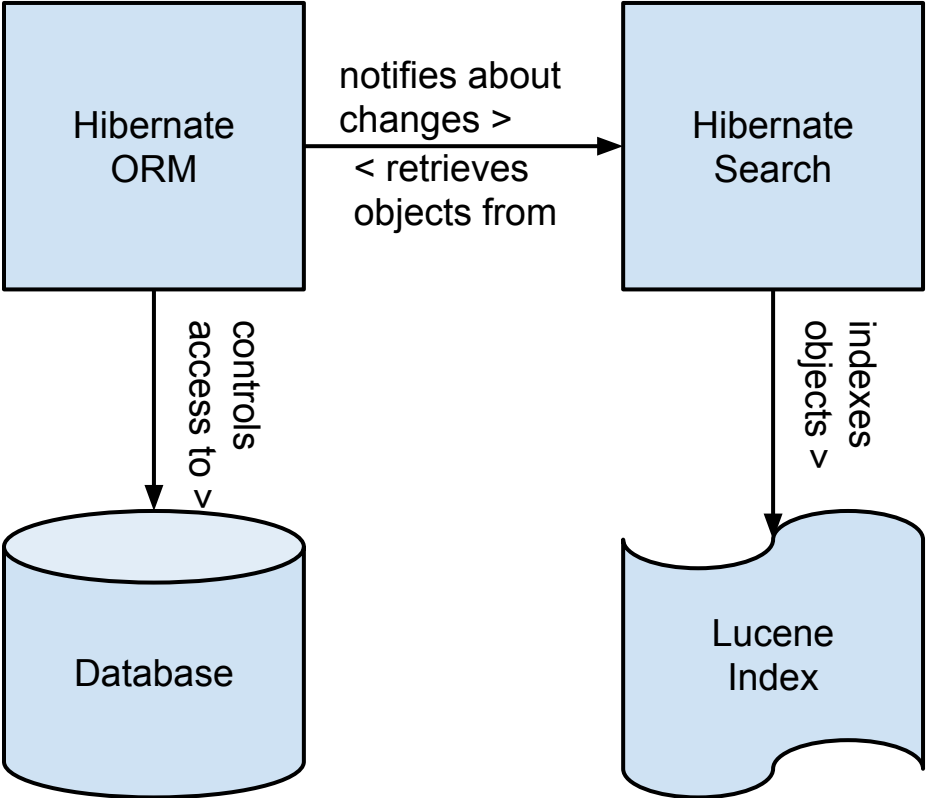 Hibernate
ORM
notifies about
changes >
< retrieves
objects from
Hibernate
Search
controls
access to >
indexes
objects >
Database
Lucene
Index